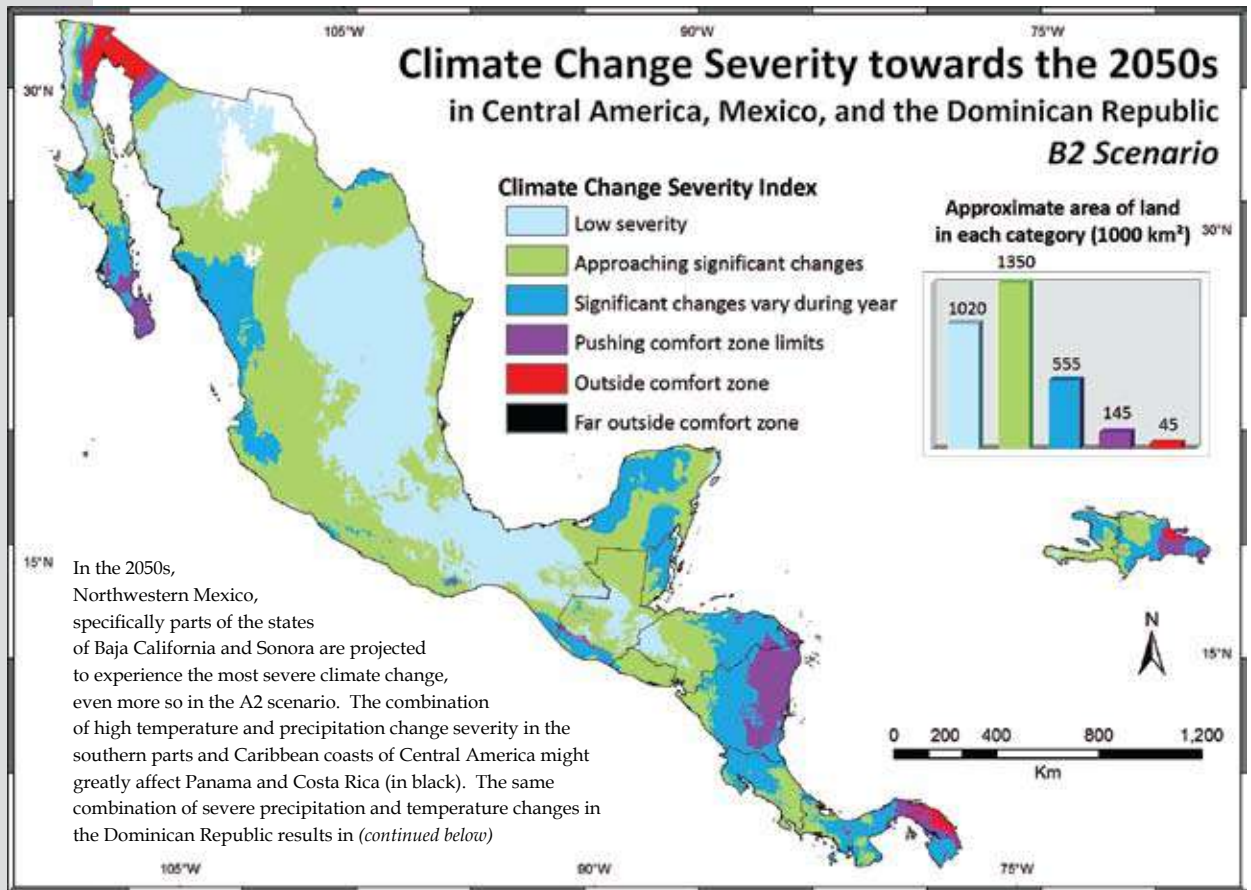 105°W
90°W
75°W
Climate Change Severity towards the 2050s
in Central America, Mexico, and the Dominican Republic
B2 Scenario
30°N
Climate Change Severity Index
Low severity
Approaching significant changes
Significant changes vary during year
Pushing comfort zone limits
Outside comfort zone
Far outside comfort zone
Approximate area of land
in each category (1000 km²)
30°N
1020
1350
555
145
45
15°N
In the 2050s,
Northwestern Mexico,
specifically parts of the states
of Baja California and Sonora are projected
to experience the most severe climate change,
even more so in the A2 scenario. The combination
of high temperature and precipitation change severity in the
southern parts and Caribbean coasts of Central America might
greatly affect Panama and Costa Rica (in black). The same
combination of severe precipitation and temperature changes in
the Dominican Republic results in (continued below)
N
15°N
0 200 400 800 1,200
Km
105°W
90°W
75°W